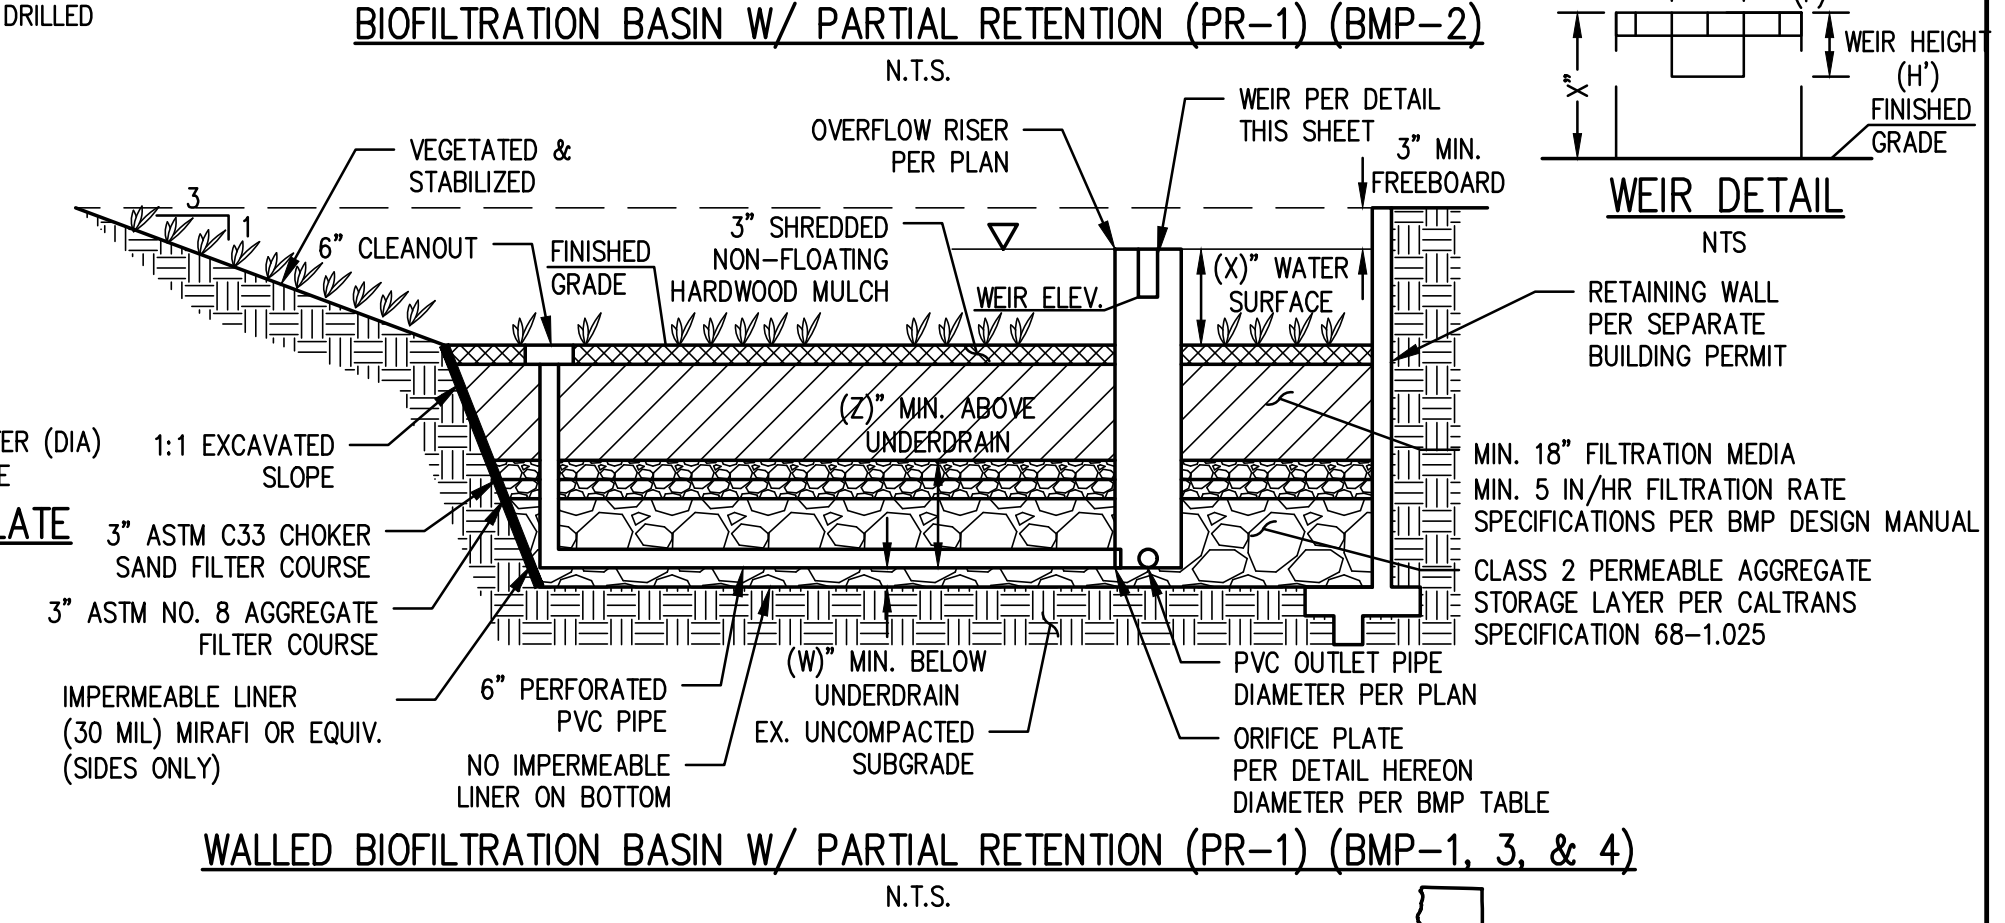 DRILLED
BIOFILTRATION BASIN W/ PARTIAL RETENTION (PR-1) (BMP-2)
N.T.S.
WEIR HEIGHT
(H')
X"
FINISHED
GRADE
WEIR DETAIL
NTS
VEGETATED &
STABILIZED
OVERFLOW RISER
PER PLAN
WEIR PER DETAIL
THIS SHEET
3" MIN.
FREEBOARD
3
1
6" CLEANOUT
FINISHED
GRADE
3" SHREDDED
NON-FLOATING
HARDWOOD MULCH
WEIR ELEV.
(X)" WATER
SURFACE
RETAINING WALL
PER SEPARATE
BUILDING PERMIT
(Z)" MIN. ABOVE
UNDERDRAIN
TER (DIA)
E
LATE
1:1 EXCAVATED
SLOPE
3" ASTM C33 CHOKER
SAND FILTER COURSE
3" ASTM NO. 8 AGGREGATE
FILTER COURSE
IMPERMEABLE LINER
(30 MIL) MIRAFI OR EQUIV.
(SIDES ONLY)
MIN. 18" FILTRATION MEDIA
MIN. 5 IN/HR FILTRATION RATE
SPECIFICATIONS PER BMP DESIGN MANUAL
CLASS 2 PERMEABLE AGGREGATE
STORAGE LAYER PER CALTRANS
SPECIFICATION 68-1.025
6" PERFORATED
PVC PIPE
NO IMPERMEABLE
LINER ON BOTTOM
(W)" MIN. BELOW
UNDERDRAIN
EX. UNCOMPACTED
SUBGRADE
PVC OUTLET PIPE
DIAMETER PER PLAN
ORIFICE PLATE
PER DETAIL HEREON
DIAMETER PER BMP TABLE
WALLED BIOFILTRATION BASIN W/ PARTIAL RETENTION (PR-1) (BMP-1, 3, & 4)
N.T.S.